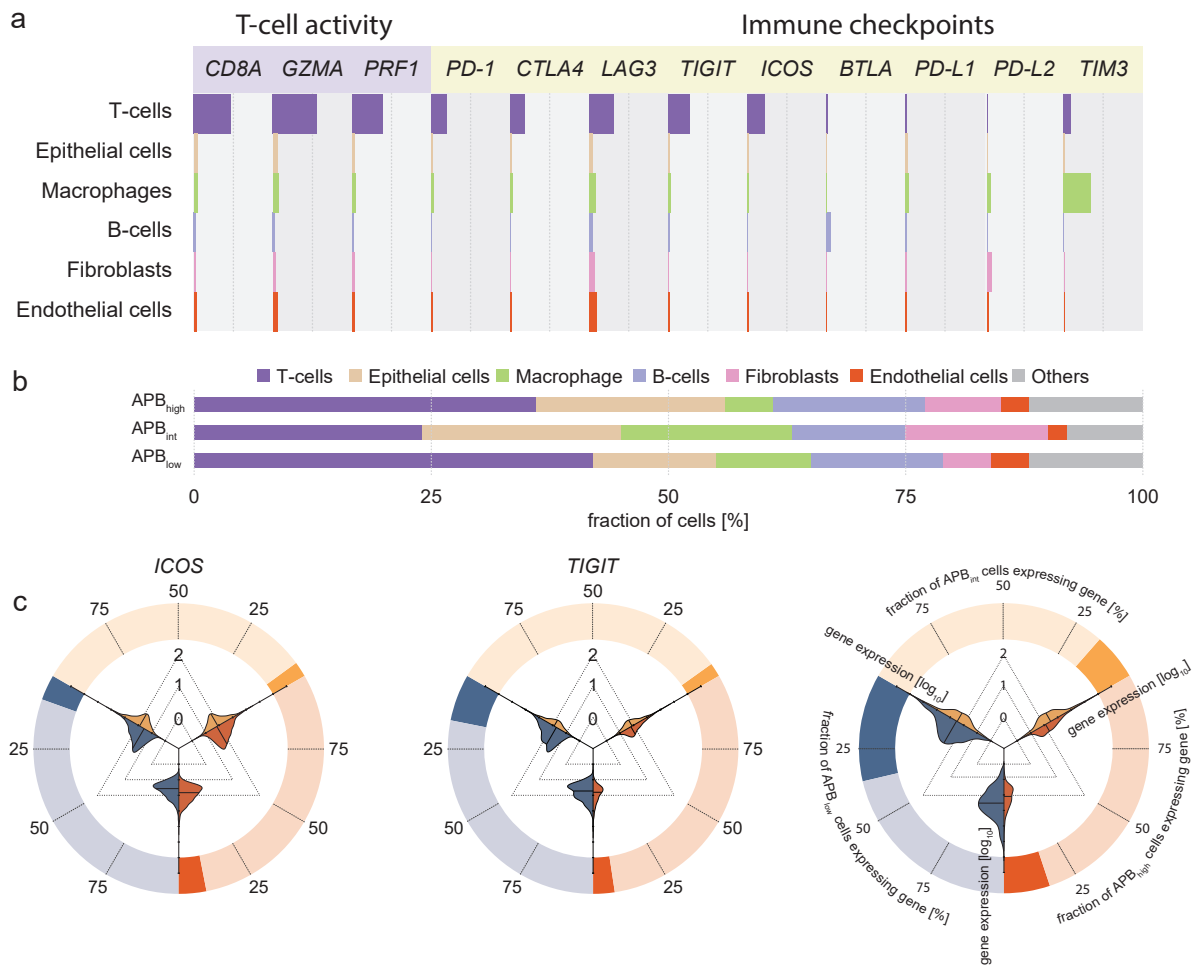 a
T-cell activity Immune checkpoints
CD8A GZMA PRF1 PD-1 CTLA4 LAG3 TIGIT ICOS BTLA PD-L1 PD-L2 TIM3
T-cells
Epithelial cells
Macrophages
B-cells
Fibroblasts
Endothelial cells
b
T-cells Epithelial cells Macrophage B-cells Fibroblasts Endothelial cells Others
APBhigh
APBint
APBlow
0 25 50 75 100
fraction of cells [%]
c
ICOS
50
75 25
2
1
0
25 75
50 50
75 25
TIGIT
50
75 25
2
1
0
25 75
50 50
75 25
fraction of APBint cells expressing gene [%]
50
75 25
2
1
0
gene expression [log10]
gene expression [log10]
25 75
50 50
75 25
fraction of APBlow cells expressing gene [%]
fraction of APBhigh cells expressing gene [%]
gene expression [log10]